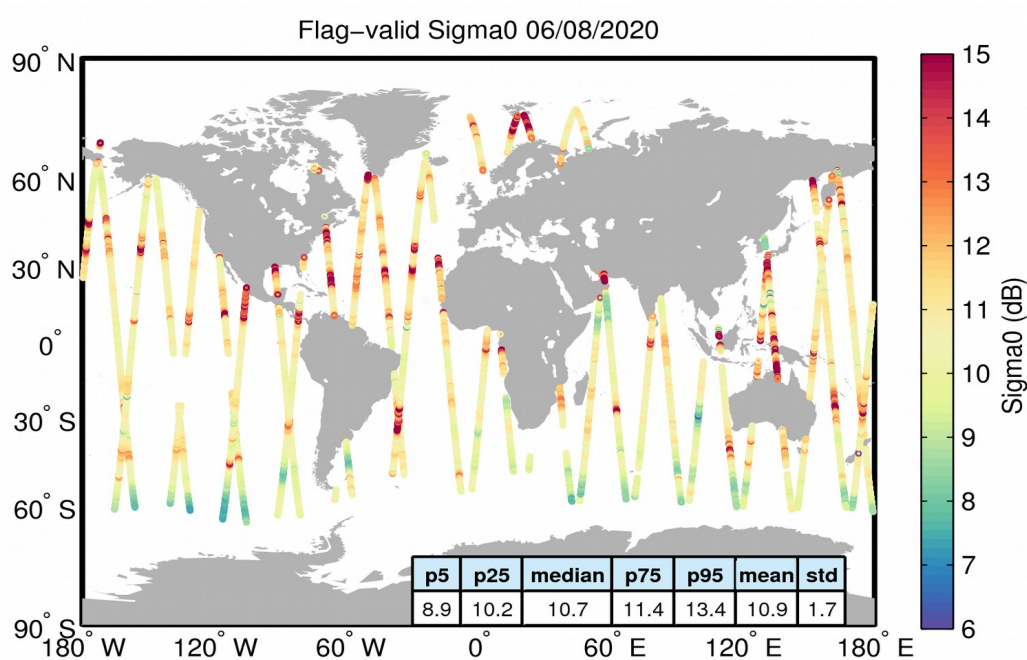 Flag−valid Sigma0 06/08/2020
90° N
60° N
30° N
0°
30° S
60° S
90° S
180° W
120° W
60° W
0°
60° E
120° E
180° E
15
14
13
12
11
10
9
8
7
6
Sigma0 (dB)
p5 p25 median p75 p95 mean std
8.9 10.2 10.7 11.4 13.4 10.9 1.7